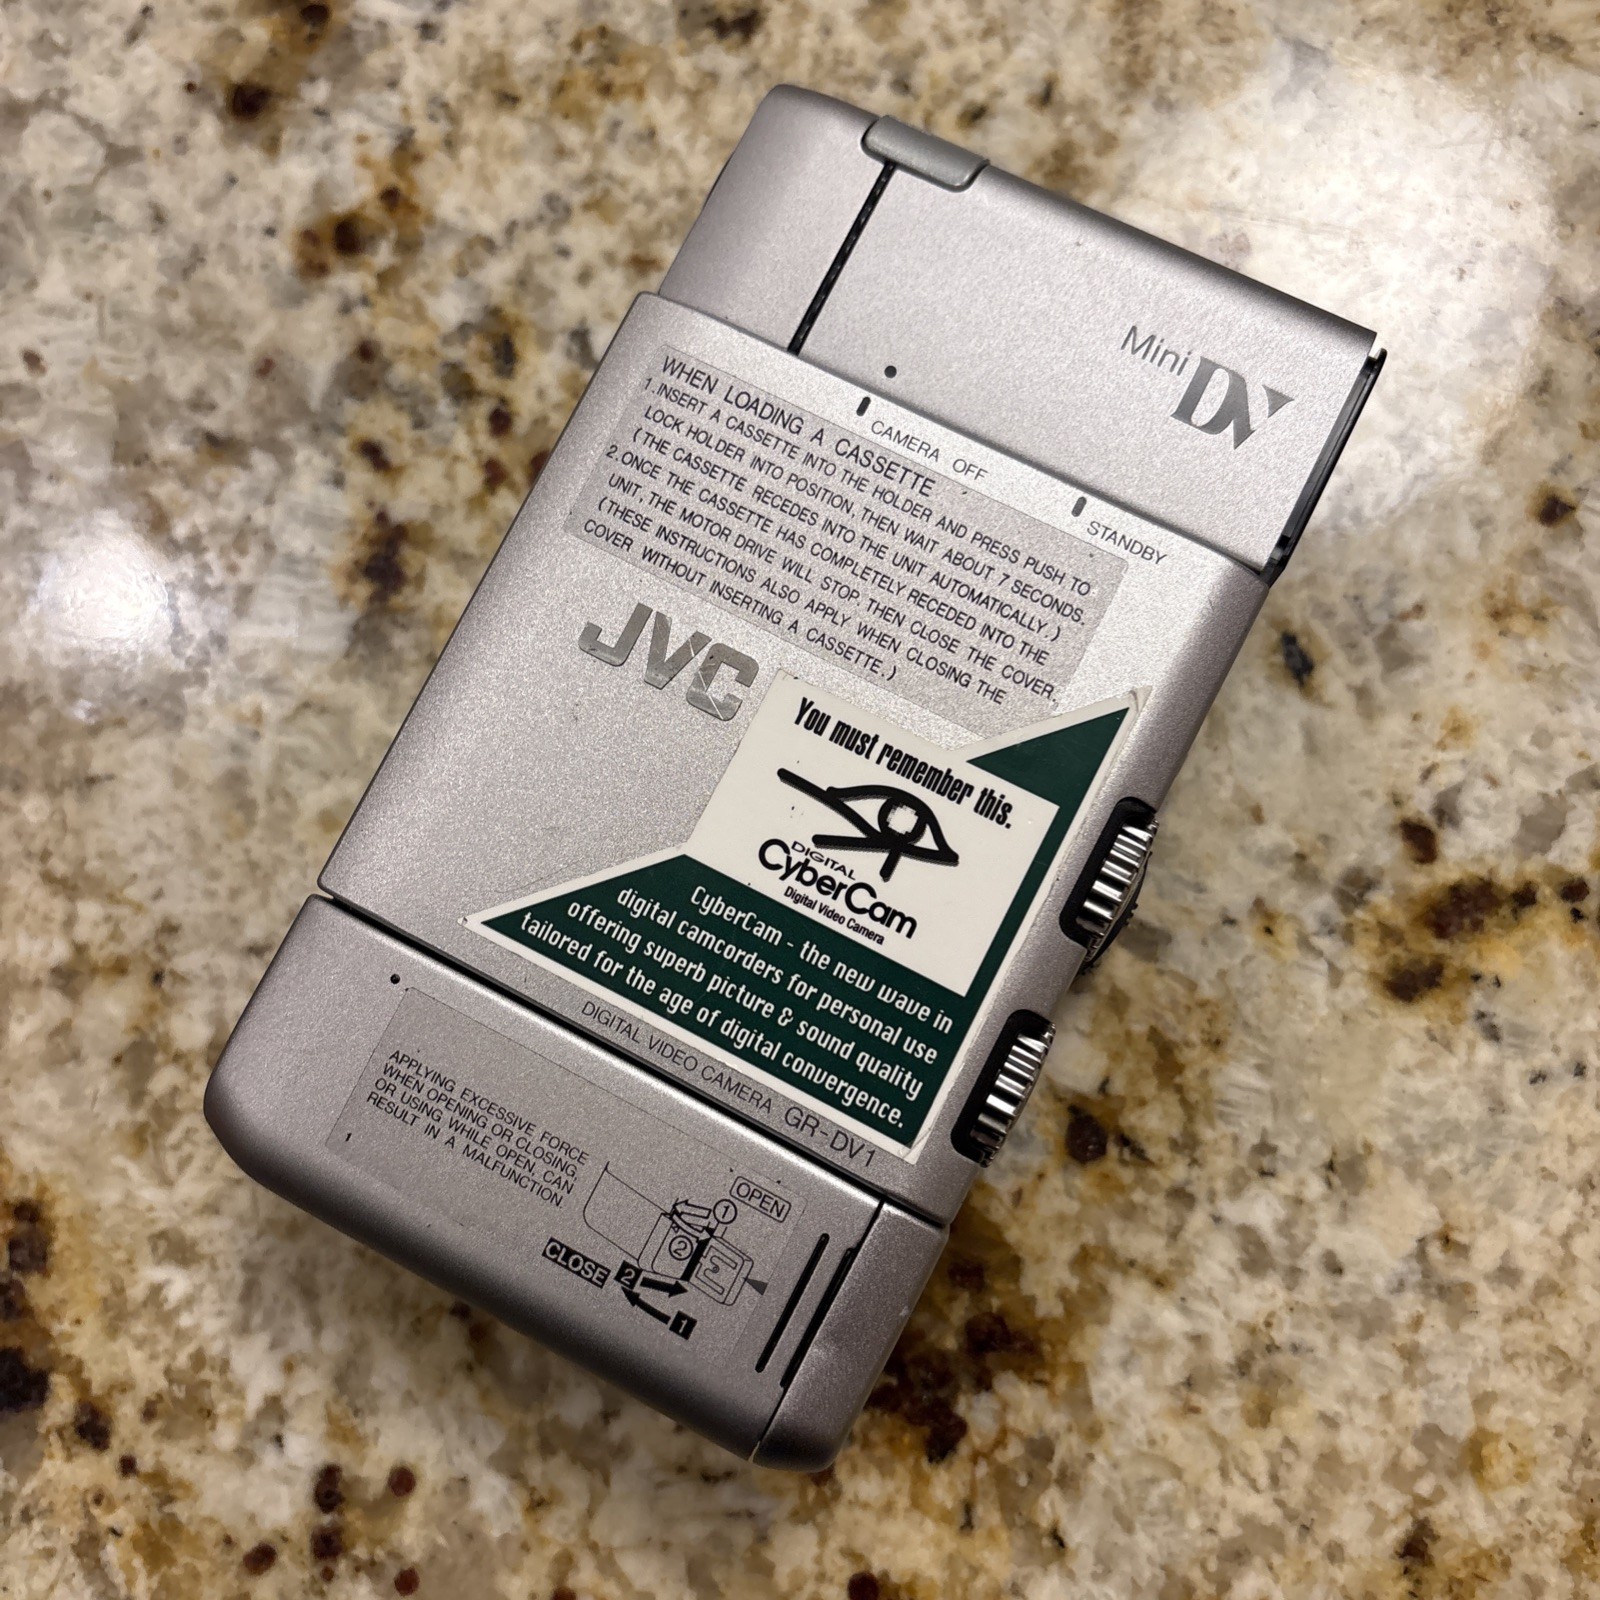 Mini DV
CAMERA OFF
STANDBY
WHEN LOADING A CASSETTE
1. INSERT A CASSETTE INTO THE HOLDER AND PRESS PUSH TO
LOCK HOLDER INTO POSITION, THEN WAIT ABOUT 7 SECONDS.
(THE CASSETTE RECEDES INTO THE UNIT AUTOMATICALLY.)
2. ONCE THE CASSETTE HAS COMPLETELY RECEDED INTO THE
UNIT, THE MOTOR DRIVE WILL STOP, THEN CLOSE THE COVER.
(THESE INSTRUCTIONS ALSO APPLY WHEN CLOSING THE
COVER WITHOUT INSERTING A CASSETTE.)
JVC
You must remember this.
DIGITAL
CyberCam
Digital Video Camera
CyberCam - the new wave in
digital camcorders for personal use
offering superb picture & sound quality
tailored for the age of digital convergence.
DIGITAL VIDEO CAMERA GR-DV1
APPLYING EXCESSIVE FORCE
WHEN OPENING OR CLOSING,
OR USING WHILE OPEN, CAN
RESULT IN A MALFUNCTION.
1
OPEN
1
2
CLOSE
2
1